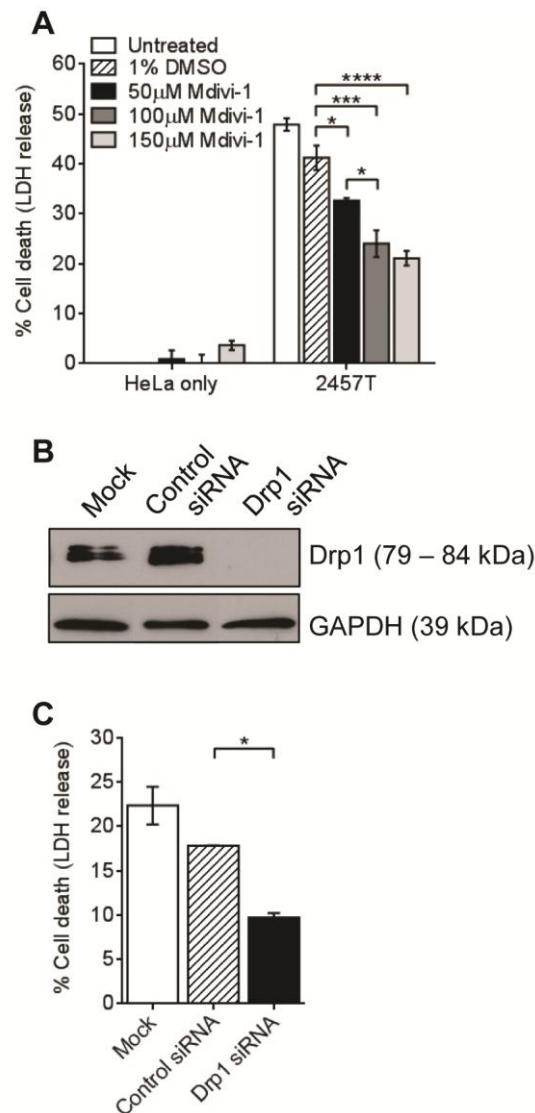 A
Untreated
1% DMSO
50µM Mdivi-1
100µM Mdivi-1
150µM Mdivi-1
% Cell death (LDH release)
60
50
40
30
20
10
0
****
***
*
*
HeLa only
2457T
B
Mock
Control
siRNA
Drp1
siRNA
Drp1 (79 – 84 kDa)
GAPDH (39 kDa)
C
% Cell death (LDH release)
30
25
20
15
10
5
0
*
Mock
Control siRNA
Drp1 siRNA